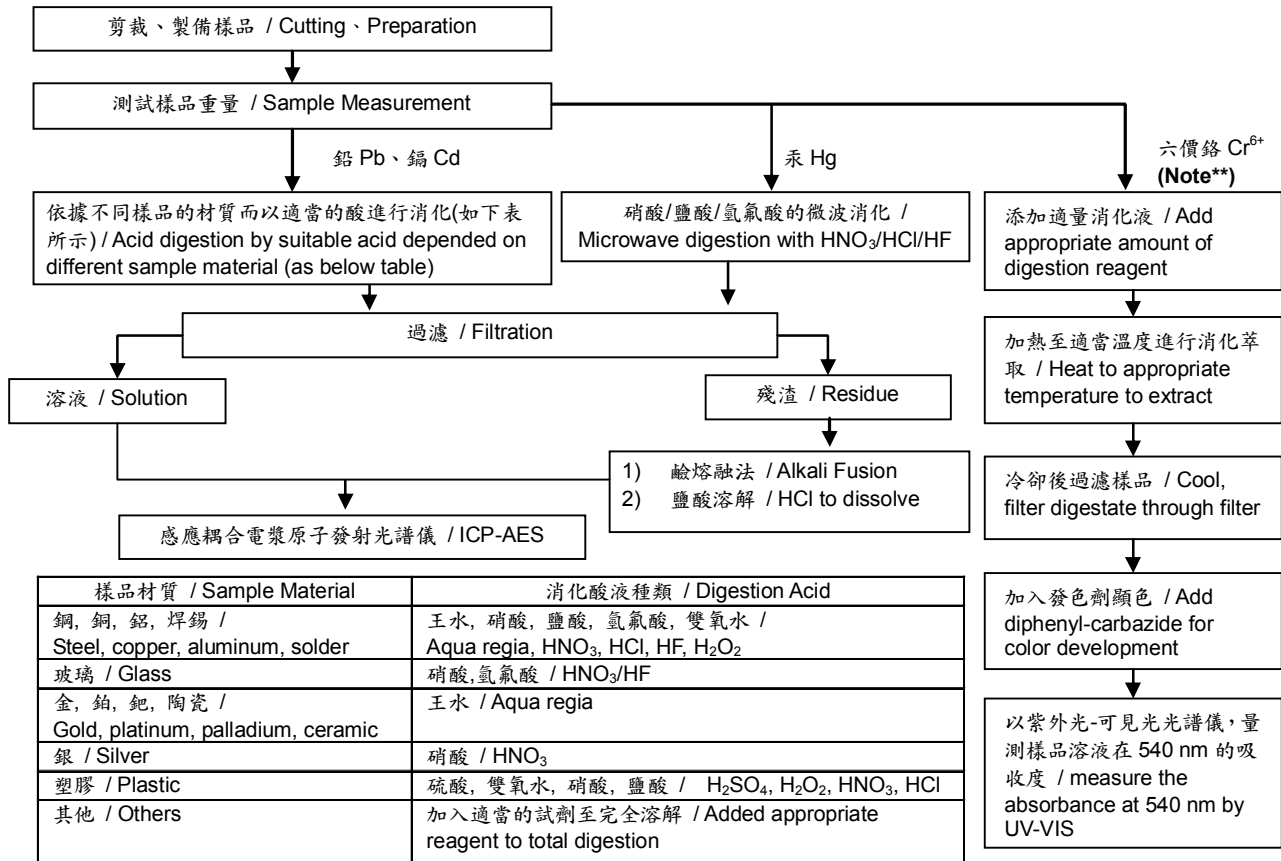 剪裁、製備樣品 / Cutting、Preparation
測試樣品重量 / Sample Measurement
鉛 Pb、鎘 Cd
汞 Hg
六價鉻 Cr⁶⁺
(Note**)
依據不同樣品的材質而以適當的酸進行消化(如下表
所示) / Acid digestion by suitable acid depended on
different sample material (as below table)
硝酸/鹽酸/氫氟酸的微波消化 /
Microwave digestion with HNO₃/HCl/HF
添加適量消化液 / Add
appropriate amount of
digestion reagent
過濾 / Filtration
加熱至適當溫度進行消化萃
取 / Heat to appropriate
temperature to extract
溶液 / Solution
殘渣 / Residue
1) 鹼熔融法 / Alkali Fusion
2) 鹽酸溶解 / HCl to dissolve
冷卻後過濾樣品 / Cool,
filter digestate through filter
感應耦合電漿原子發射光譜儀 / ICP-AES
加入發色劑顯色 / Add
diphenyl-carbazide for
color development
以紫外光-可見光光譜儀，量
測樣品溶液在 540 nm 的吸
收度 / measure the
absorbance at 540 nm by
UV-VIS
樣品材質 / Sample Material
消化酸液種類 / Digestion Acid
鋼, 銅, 鋁, 焊錫 /
Steel, copper, aluminum, solder
王水, 硝酸, 鹽酸, 氫氟酸, 雙氧水 /
Aqua regia, HNO₃, HCl, HF, H₂O₂
玻璃 / Glass
硝酸,氫氟酸 / HNO₃/HF
金, 鉑, 鈀, 陶瓷 /
Gold, platinum, palladium, ceramic
王水 / Aqua regia
銀 / Silver
硝酸 / HNO₃
塑膠 / Plastic
硫酸, 雙氧水, 硝酸, 鹽酸 / H₂SO₄, H₂O₂, HNO₃, HCl
其他 / Others
加入適當的試劑至完全溶解 / Added appropriate
reagent to total digestion